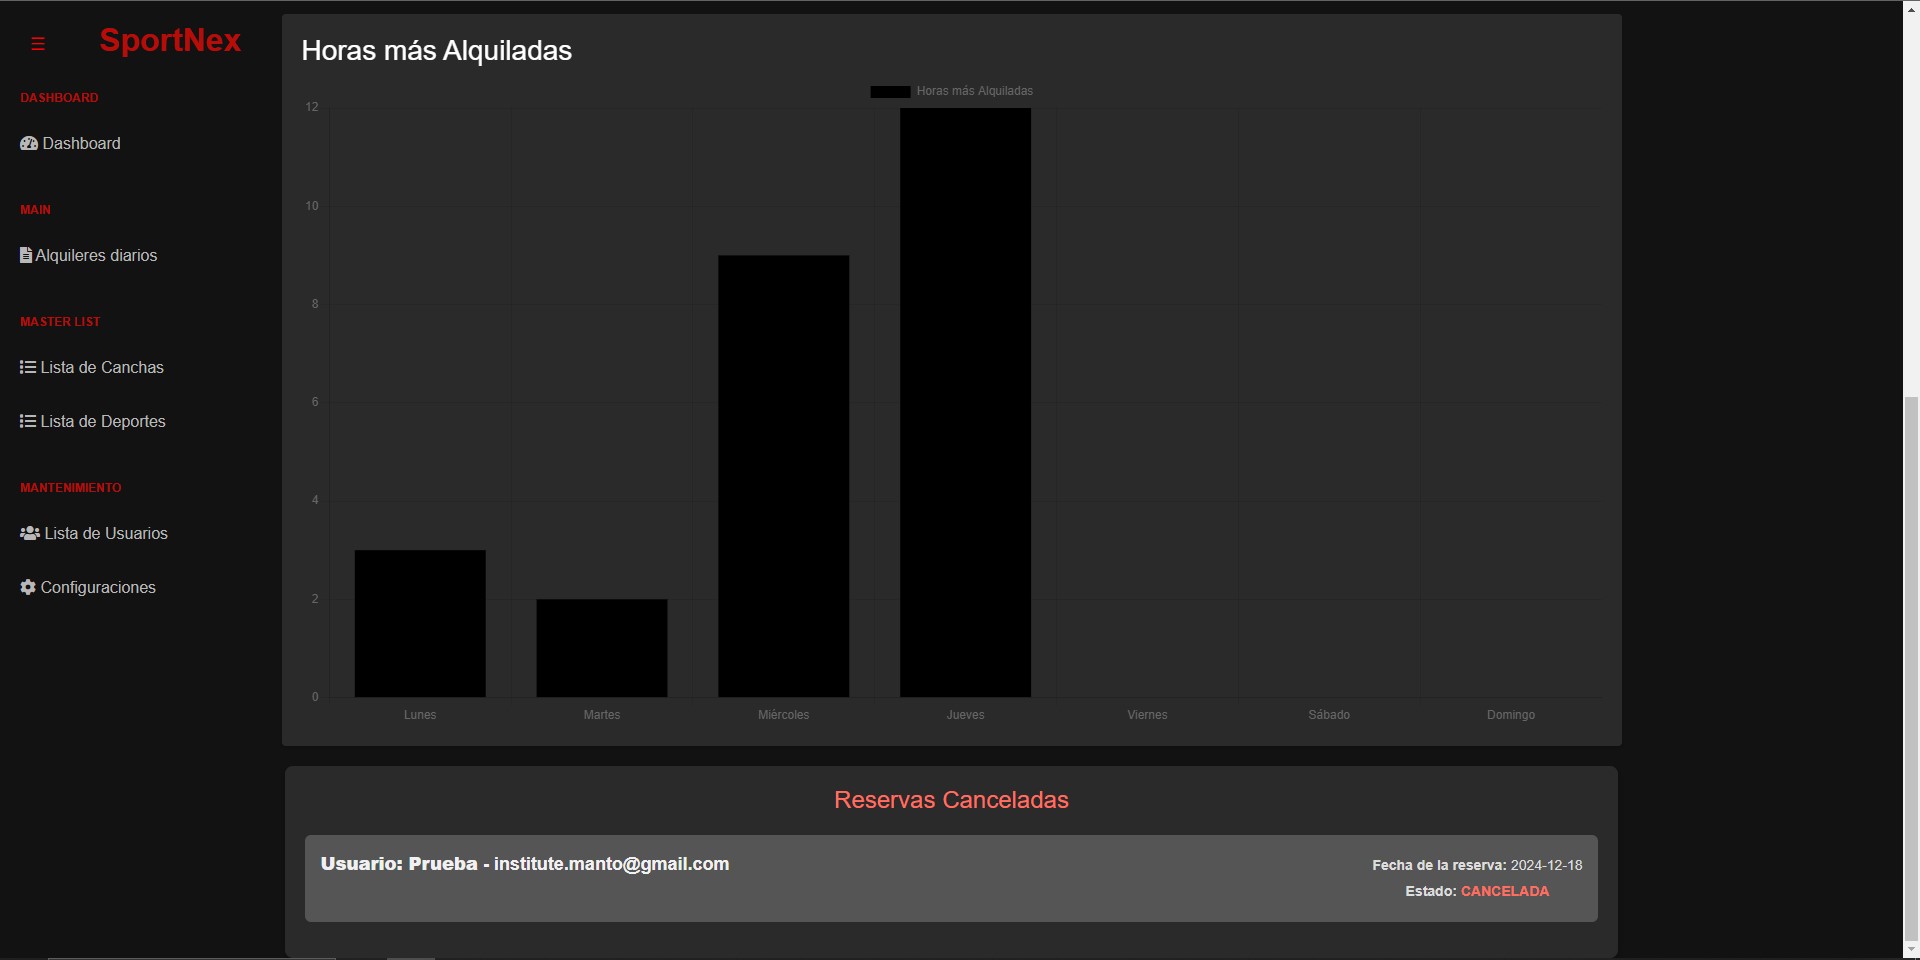 ☰ SportNex
DASHBOARD
Dashboard
MAIN
Alquileres diarios
MASTER LIST
Lista de Canchas
Lista de Deportes
MANTENIMIENTO
Lista de Usuarios
Configuraciones
Horas más Alquiladas
Horas más Alquiladas
12
10
8
6
4
2
0
Lunes Martes Miércoles Jueves Viernes Sábado Domingo
Reservas Canceladas
Usuario: Prueba - institute.manto@gmail.com
Fecha de la reserva: 2024-12-18
Estado: CANCELADA